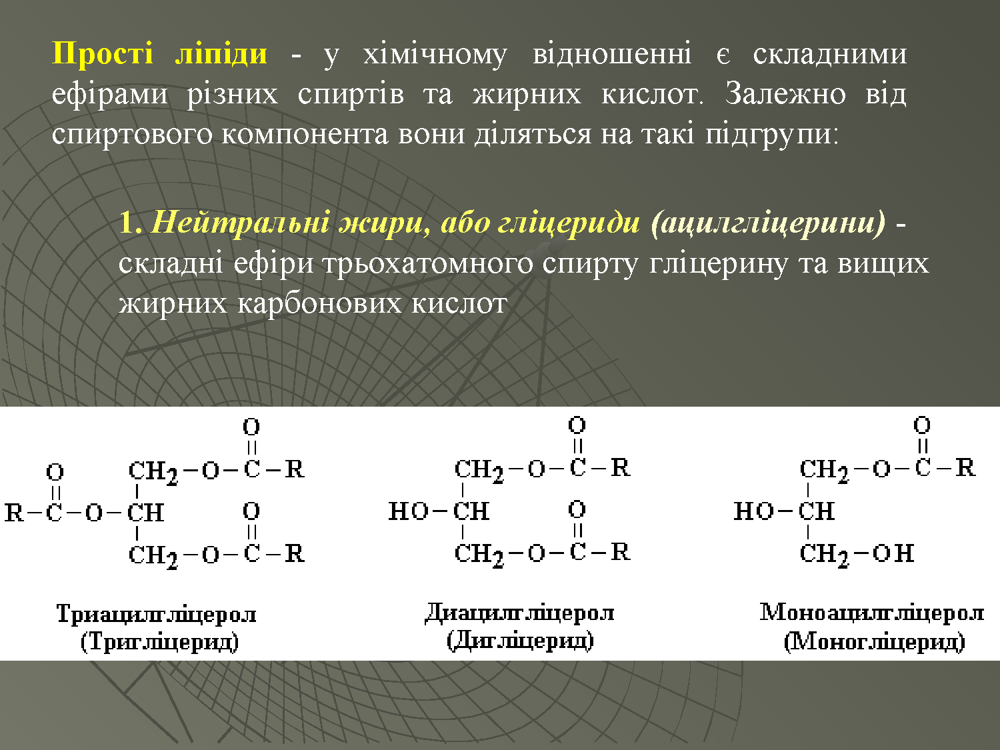 Прості ліпіди - у хімічному відношенні є складними
ефірами різних спиртів та жирних кислот. Залежно від
спиртового компонента вони діляться на такі підгрупи:
1. Нейтральні жири, або гліцериди (ацилгліцерини) -
складні ефіри трьохатомного спирту гліцерину та вищих
жирних карбонових кислот
O
||
O CH2–O–C–R
|| |
R–C–O–CH O
| ||
CH2–O–C–R
Триацилгліцерол
(Тригліцерид)
O
||
CH2–O–C–R
|
HO–CH O
| ||
CH2–O–C–R
Диацилгліцерол
(Дигліцерид)
O
||
CH2–O–C–R
|
HO–CH
|
CH2–OH
Моноацилгліцерол
(Моногліцерид)